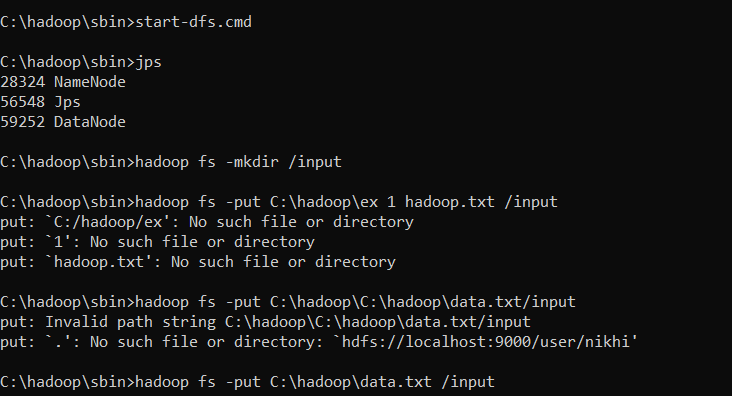 C:\hadoop\sbin>start-dfs.cmd
C:\hadoop\sbin>jps
28324 NameNode
56548 Jps
59252 DataNode
C:\hadoop\sbin>hadoop fs -mkdir /input
C:\hadoop\sbin>hadoop fs -put C:\hadoop\ex 1 hadoop.txt /input
put: `C:/hadoop/ex': No such file or directory
put: `1': No such file or directory
put: `hadoop.txt': No such file or directory
C:\hadoop\sbin>hadoop fs -put C:\hadoop\C:\hadoop\data.txt/input
put: Invalid path string C:\hadoop\C:\hadoop\data.txt/input
put: `.': No such file or directory: `hdfs://localhost:9000/user/nikhi'
C:\hadoop\sbin>hadoop fs -put C:\hadoop\data.txt /input